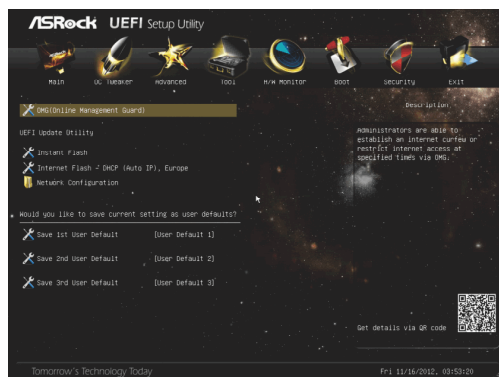 ASRock UEFI Setup Utility
Main OC Tweaker Advanced Tool H/W Monitor Boot Security Exit
OMG(Online Management Guard)
UEFI Update Utility
Instant Flash
Internet Flash - DHCP (Auto IP), Europe
Network Configuration
Would you like to save current setting as user defaults?
Save 1st User Default [User Default 1]
Save 2nd User Default [User Default 2]
Save 3rd User Default [User Default 3]
Description
Administrators are able to
establish an internet curfew or
restrict internet access at
specified times via OMG.
Get details via QR code
Tomorrow's Technology Today
Fri 11/16/2012, 03:53:20